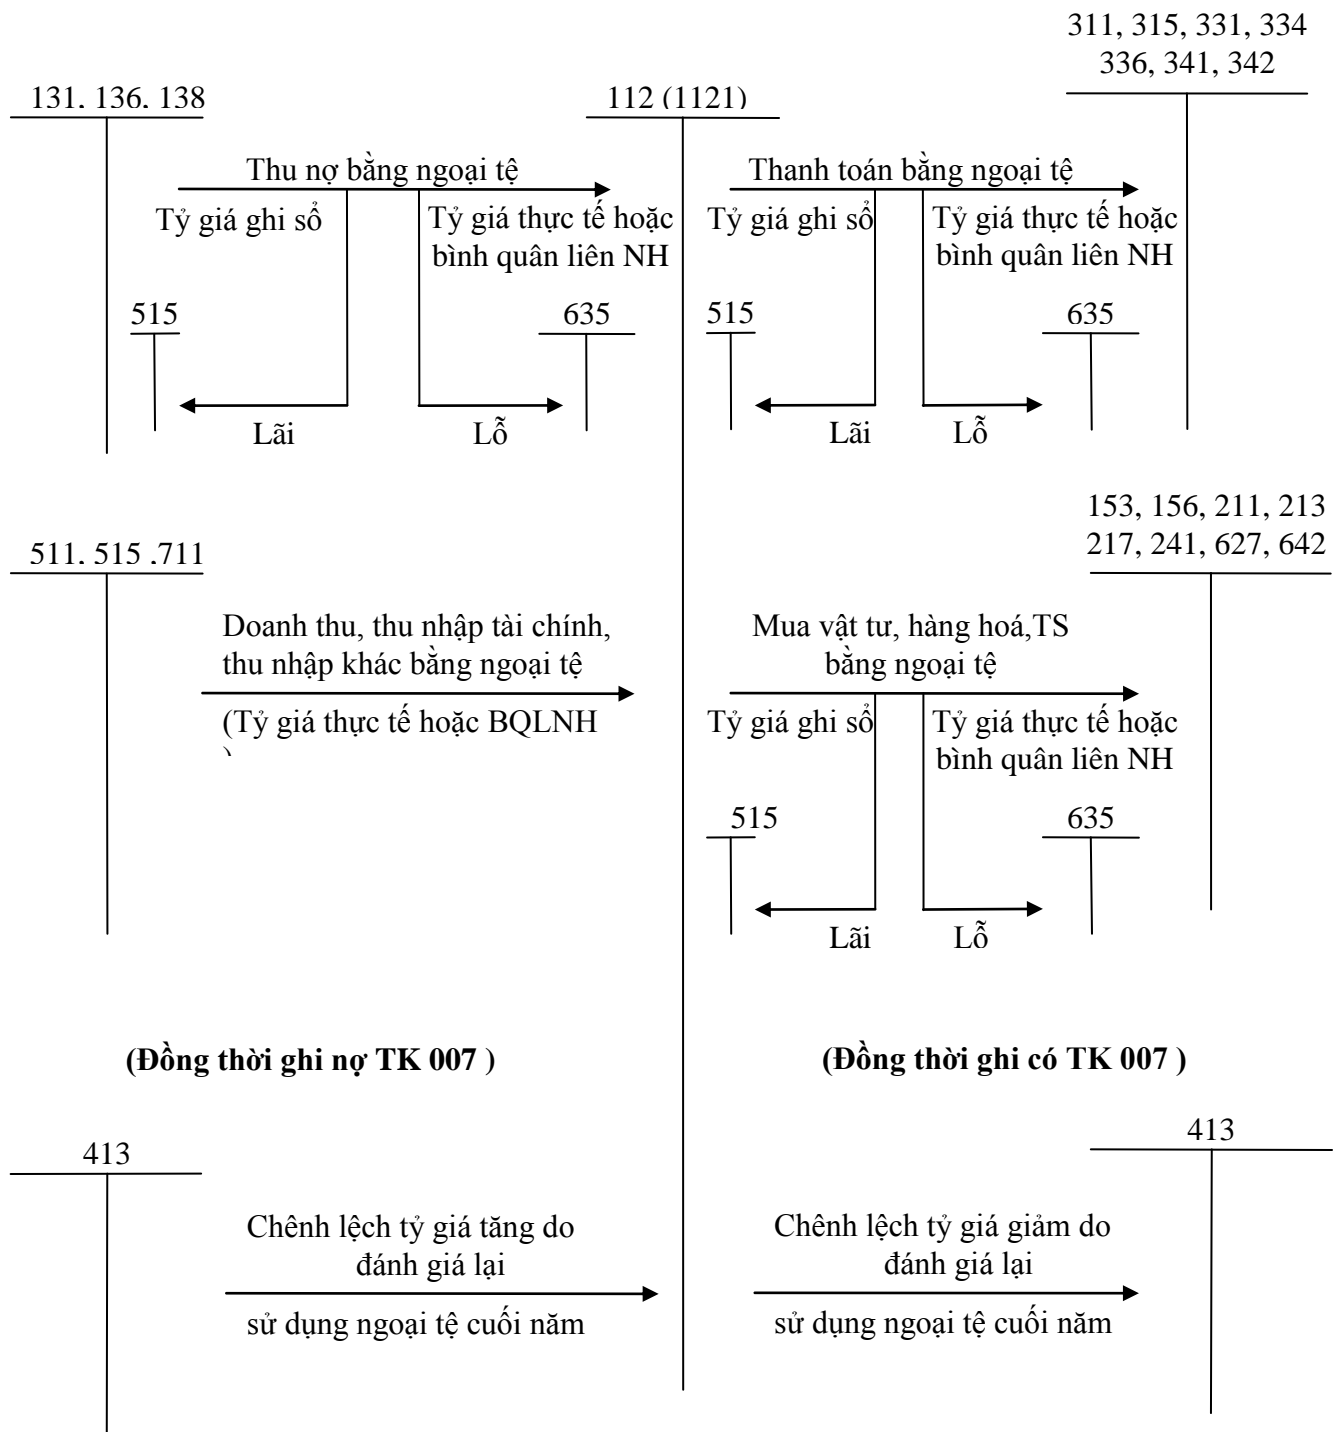 311, 315, 331, 334
336, 341, 342
131, 136, 138
112 (1121)
Thu nợ bằng ngoại tệ
Thanh toán bằng ngoại tệ
Tỷ giá ghi sổ
Tỷ giá thực tế hoặc
bình quân liên NH
Tỷ giá ghi sổ
Tỷ giá thực tế hoặc
bình quân liên NH
515
635
515
635
Lãi
Lỗ
Lãi
Lỗ
153, 156, 211, 213
217, 241, 627, 642
511, 515 ,711
Doanh thu, thu nhập tài chính,
thu nhập khác bằng ngoại tệ
(Tỷ giá thực tế hoặc BQLNH
)
Mua vật tư, hàng hoá,TS
bằng ngoại tệ
Tỷ giá ghi sổ
Tỷ giá thực tế hoặc
bình quân liên NH
515
635
Lãi
Lỗ
(Đồng thời ghi nợ TK 007 )
(Đồng thời ghi có TK 007 )
413
413
Chênh lệch tỷ giá tăng do
đánh giá lại
sử dụng ngoại tệ cuối năm
Chênh lệch tỷ giá giảm do
đánh giá lại
sử dụng ngoại tệ cuối năm